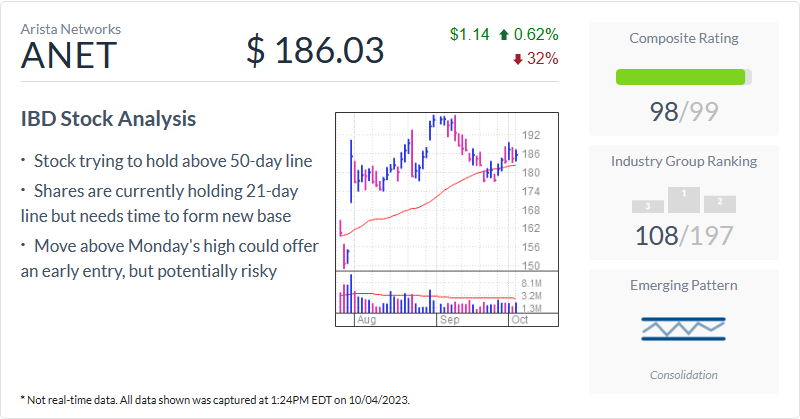 Arista Networks
ANET
$ 186.03
$1.14 0.62%
32%
IBD Stock Analysis
· Stock trying to hold above 50-day line
· Shares are currently holding 21-day
line but needs time to form new base
· Move above Monday's high could offer
an early entry, but potentially risky
192
186
180
174
168
162
156
150
8.1M
3.2M
1.3M
Aug Sep Oct
* Not real-time data. All data shown was captured at 1:24PM EDT on 10/04/2023.
Composite Rating
98/99
Industry Group Ranking
3 1 2
108/197
Emerging Pattern
Consolidation